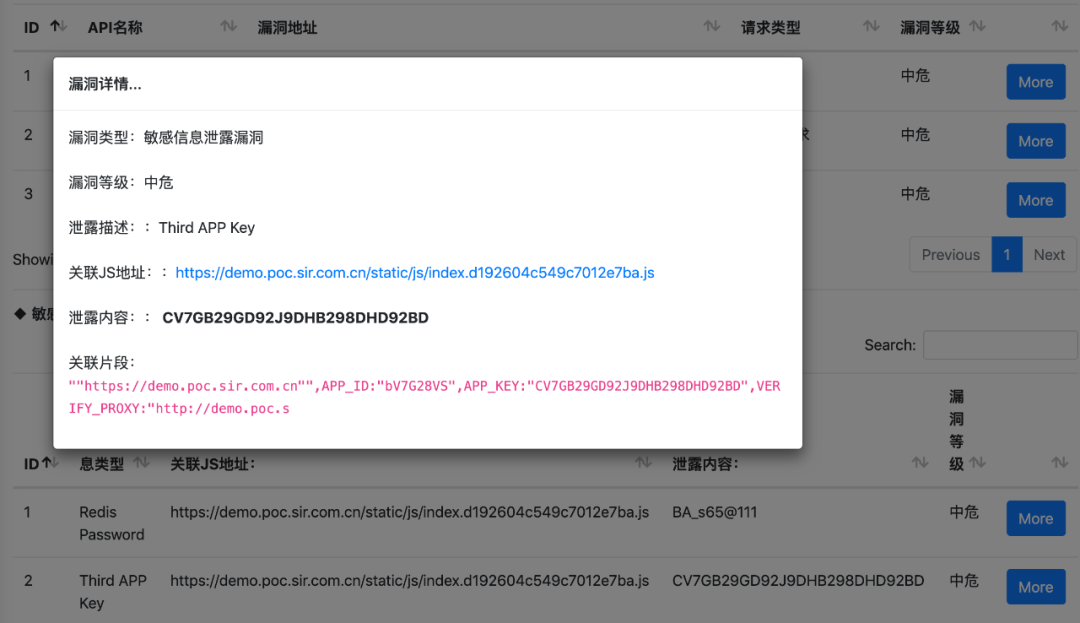 ID API名称 漏洞地址 请求类型 漏洞等级
1 中危 More
漏洞详情...
2 中危 More
漏洞类型：敏感信息泄露漏洞
漏洞等级：中危
3 中危 More
泄露描述：： Third APP Key
Showi Previous 1 Next
关联JS地址：： https://demo.poc.sir.com.cn/static/js/index.d192604c549c7012e7ba.js
◆ 敏感
泄露内容：： CV7GB29GD92J9DHB298DHD92BD
Search:
关联片段：
""https://demo.poc.sir.com.cn"",APP_ID:"bV7G28VS",APP_KEY:"CV7GB29GD92J9DHB298DHD92BD",VER
IFY_PROXY:"http://demo.poc.s
ID 息类型 关联JS地址： 泄露内容： 漏洞等级
1 Redis https://demo.poc.sir.com.cn/static/js/index.d192604c549c7012e7ba.js BA_s65@111 中危 More
Password
2 Third APP https://demo.poc.sir.com.cn/static/js/index.d192604c549c7012e7ba.js CV7GB29GD92J9DHB298DHD92BD 中危 More
Key